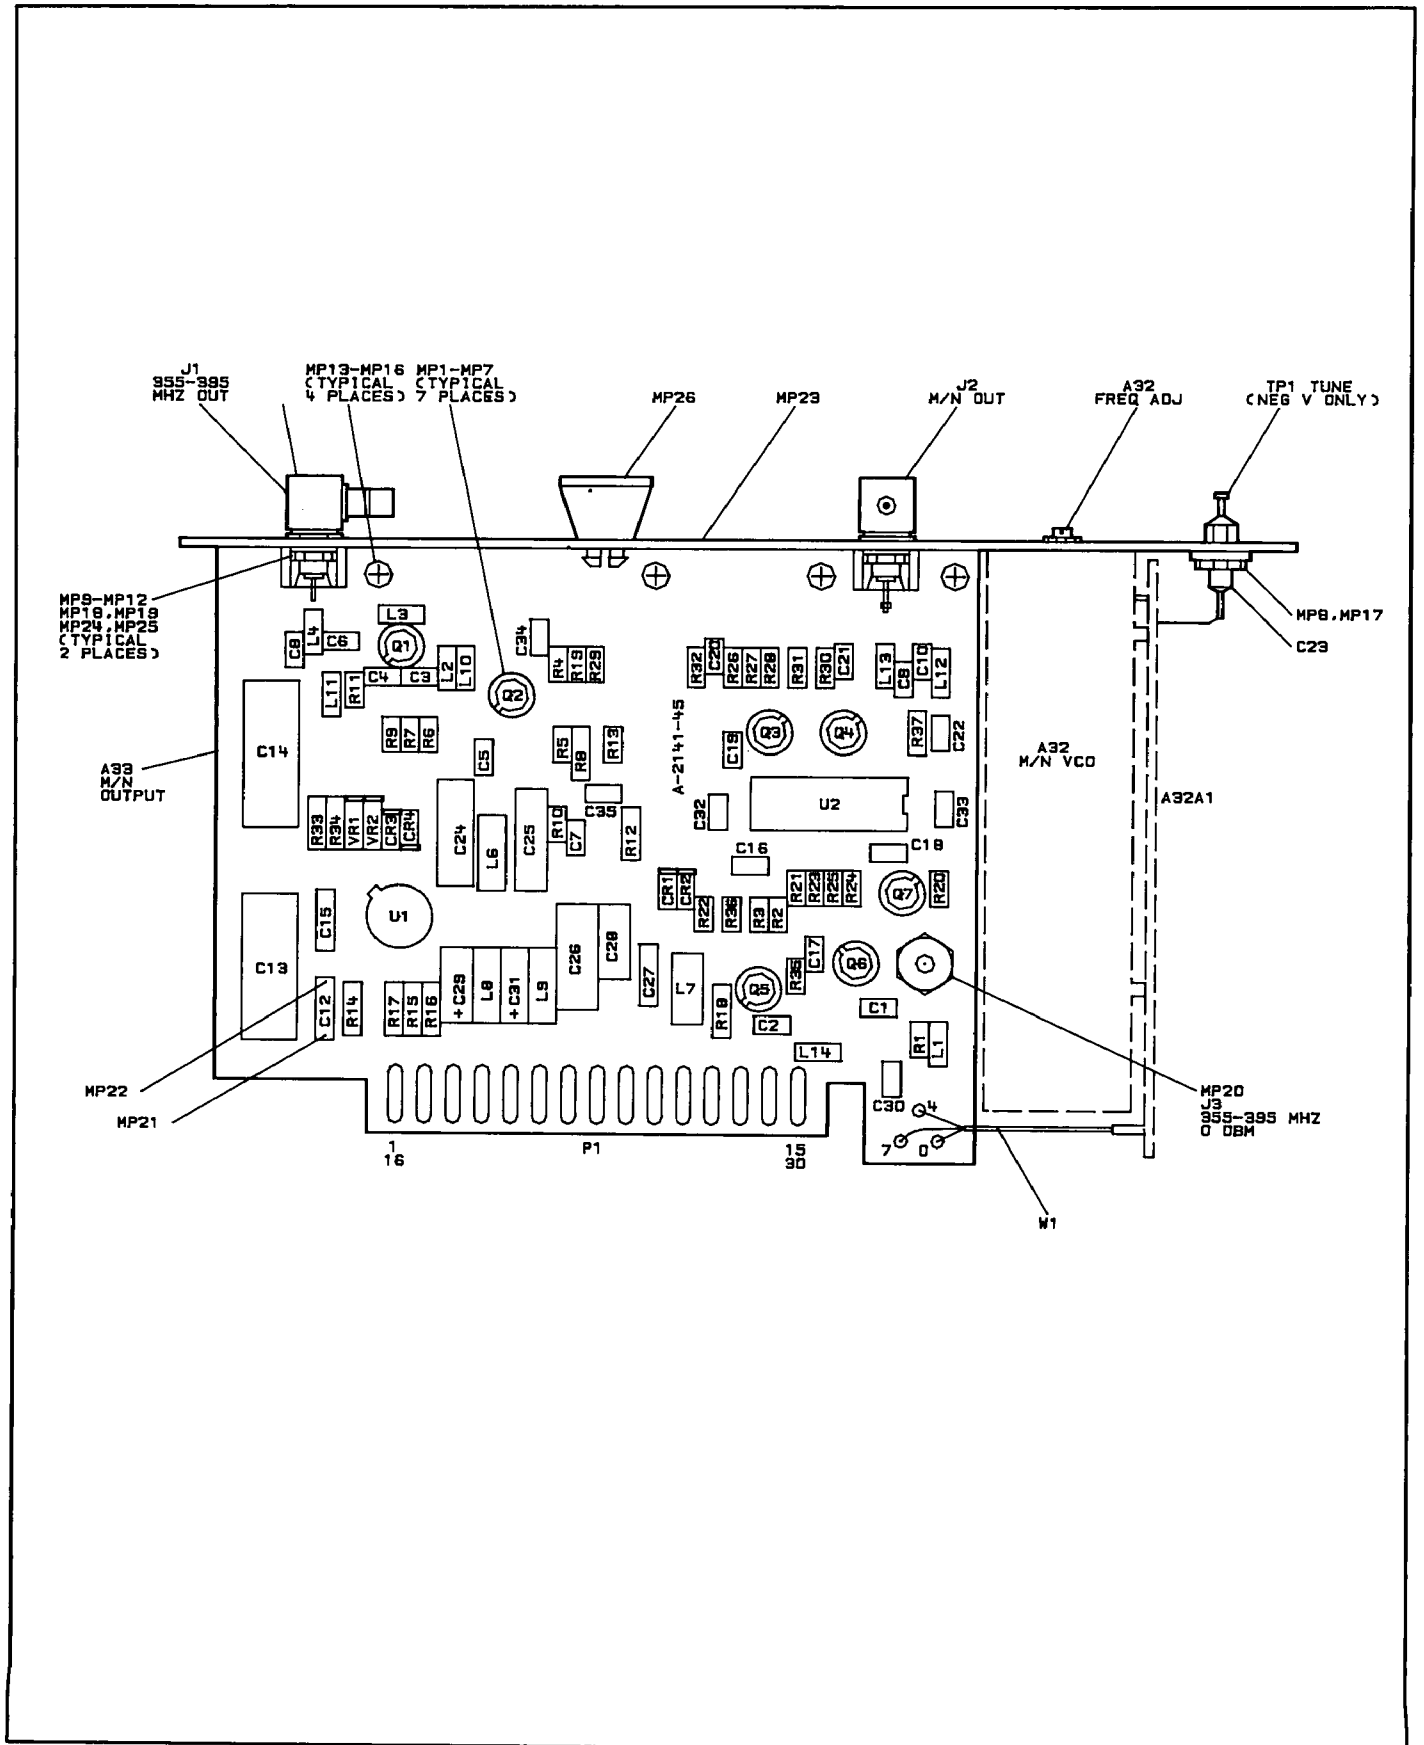 J1
355-395
MHZ OUT
MP13-MP16
(TYPICAL
4 PLACES)
MP1-MP7
(TYPICAL
7 PLACES)
MP26
MP23
J2
M/N OUT
A32
FREQ ADJ
TP1 TUNE
(NEG V ONLY)
MP9-MP12
MP18,MP19
MP24,MP25
(TYPICAL
2 PLACES)
MP8,MP17
C23
L3
C8
L4
C6
Q1
C34
L11
R11
C4
C3
L2
L10
Q2
R4
R19
R29
R32
C20
R26
R27
R28
R31
R30
C21
L13
C9
C10
L12
C14
R9
R7
R6
C5
R5
R8
R13
A-2141-45
C19
Q3
Q4
R37
C22
A32
M/N VCO
A33
M/N
OUTPUT
A32A1
R33
R34
VR1
VR2
CR3
CR4
C24
L6
C25
R10
C7
C35
R12
C32
U2
C33
C16
C18
C15
U1
CR1
CR2
R22
R36
R3
R2
R21
R23
R25
R24
Q7
R20
C13
C12
R14
R17
R15
R16
+C29
L8
+C31
L9
C26
C28
C27
L7
R18
Q5
R35
C17
Q6
C2
C1
L14
R1
L1
C30
MP22
MP21
MP20
J3
355-395 MHZ
0 DBM
4
7
0
1
16
P1
15
30
W1